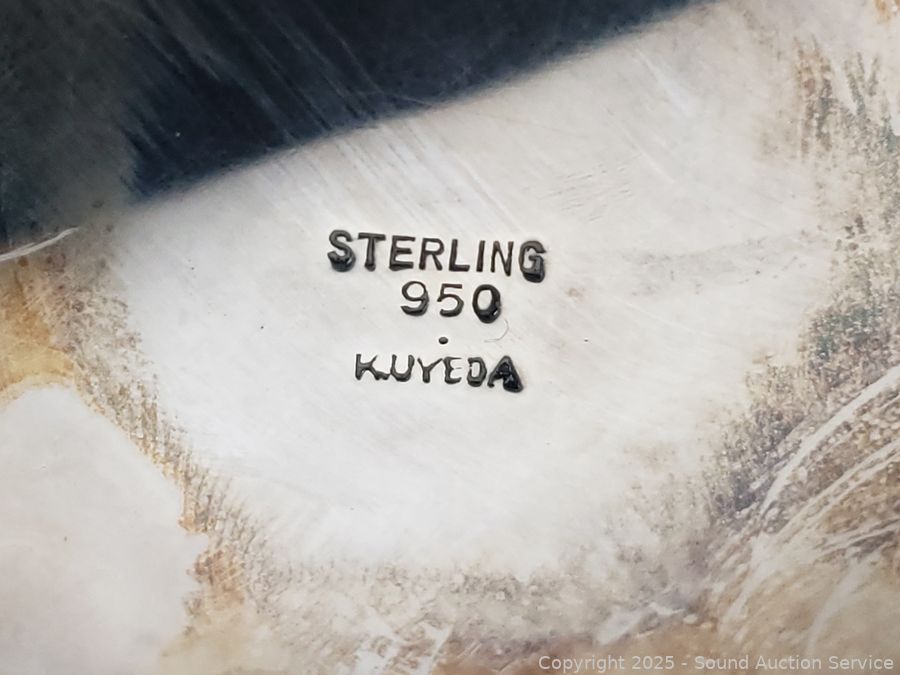 STERLING
950
K.UYEDA
Copyright 2025 - Sound Auction Service